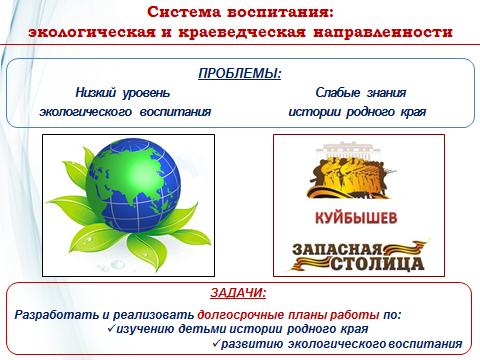 Система воспитания:
экологическая и краеведческая направленности
ПРОБЛЕМЫ:
Низкий уровень
экологического воспитания
Слабые знания
истории родного края
КУЙБЫШЕВ
ЗАПАСНАЯ
СТОЛИЦА
ЗАДАЧИ:
Разработать и реализовать долгосрочные планы работы по:
✓изучению детьми истории родного края
✓развитию экологического воспитания